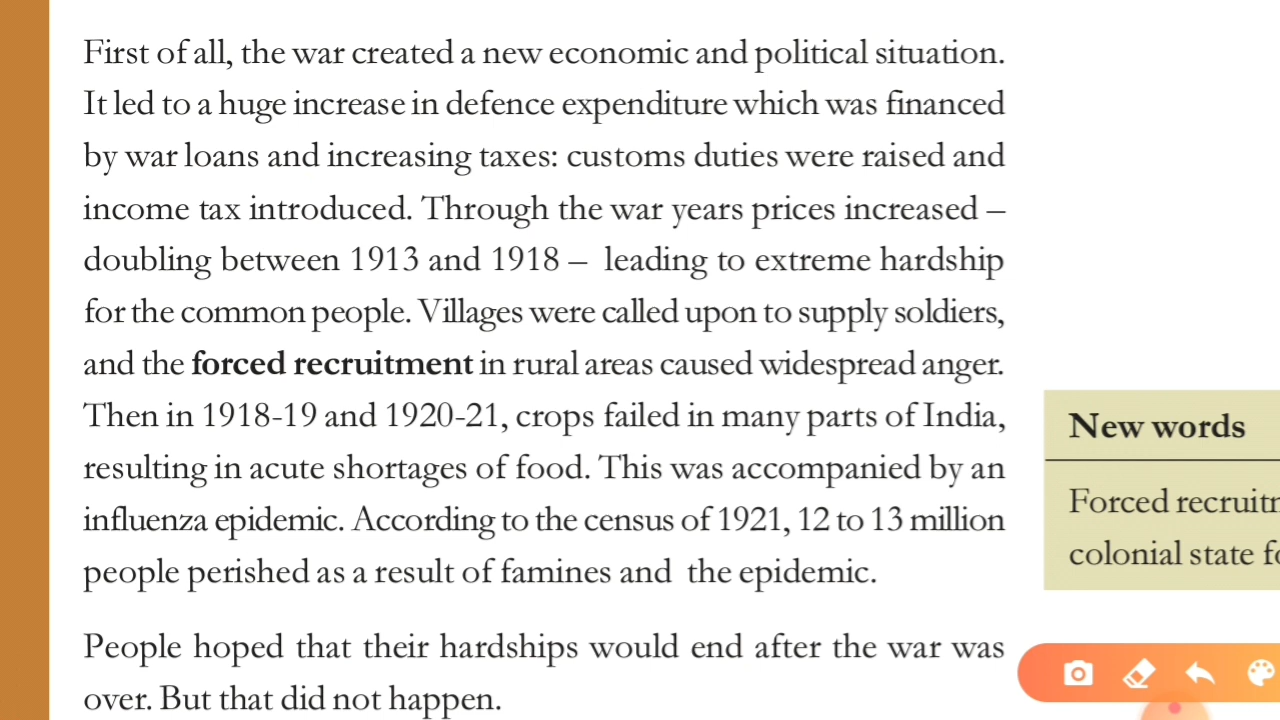 First of all, the war created a new economic and political situation.
It led to a huge increase in defence expenditure which was financed
by war loans and increasing taxes: customs duties were raised and
income tax introduced. Through the war years prices increased –
doubling between 1913 and 1918 – leading to extreme hardship
for the common people. Villages were called upon to supply soldiers,
and the forced recruitment in rural areas caused widespread anger.
Then in 1918-19 and 1920-21, crops failed in many parts of India,
resulting in acute shortages of food. This was accompanied by an
influenza epidemic. According to the census of 1921, 12 to 13 million
people perished as a result of famines and the epidemic.
People hoped that their hardships would end after the war was
over. But that did not happen.
New words
Forced
colonial state